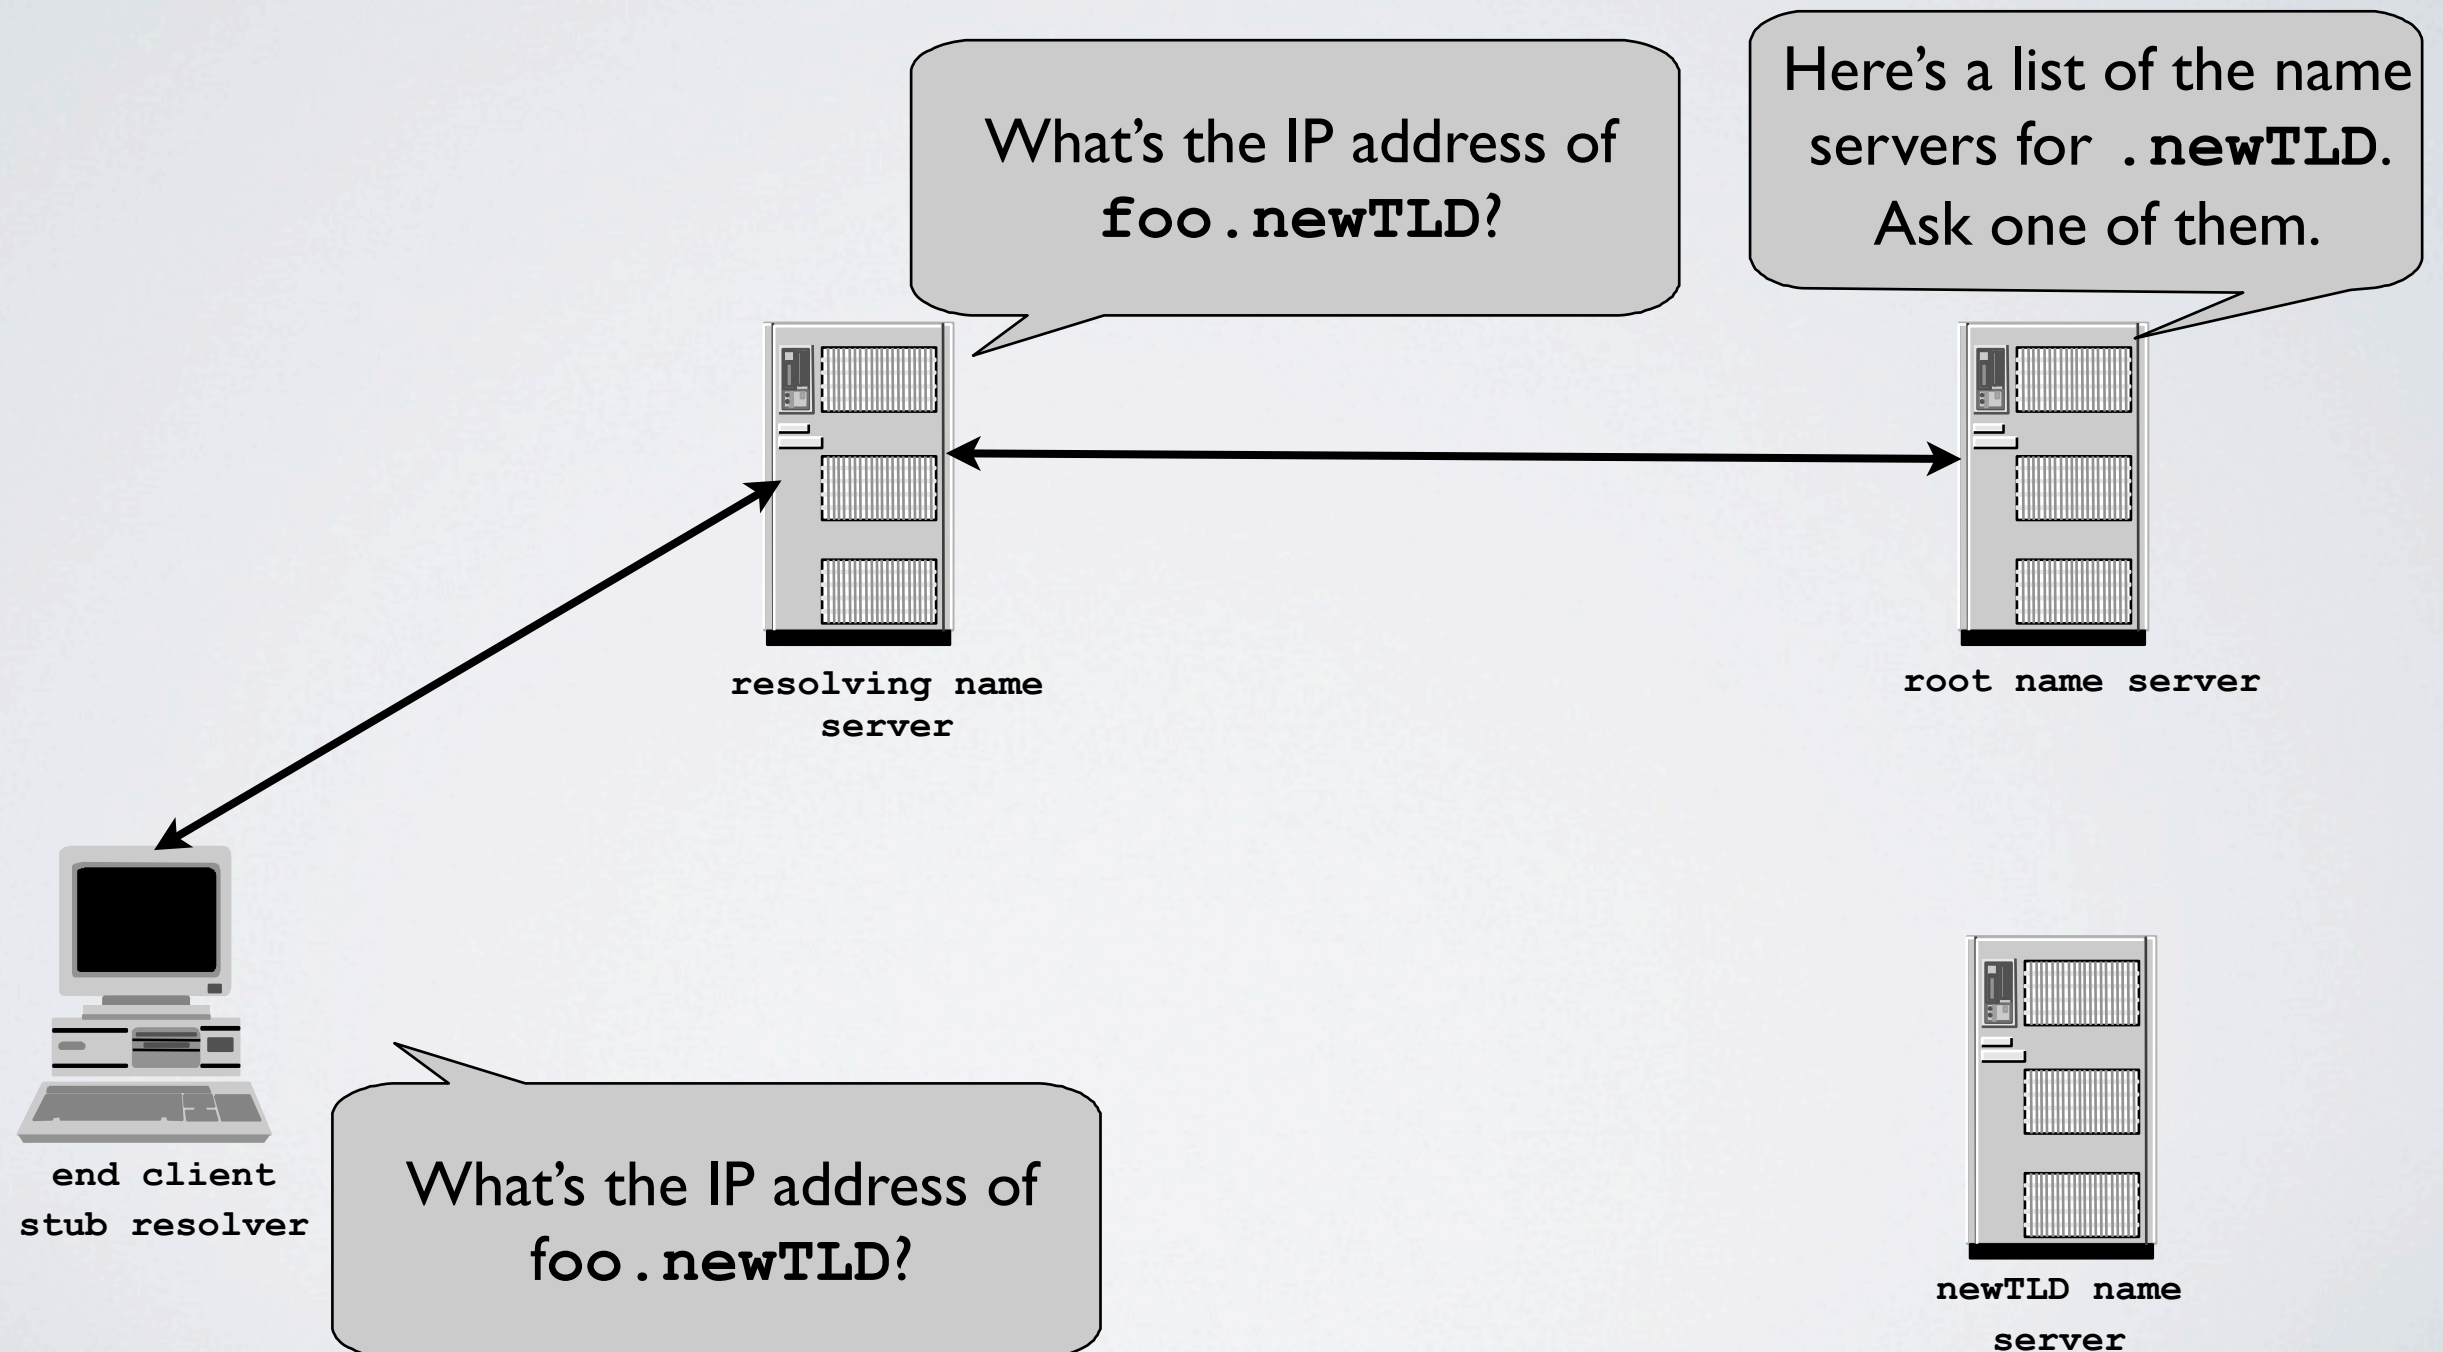 What’s the IP address of
foo.newTLD?
Here’s a list of the name
servers for .newTLD.
Ask one of them.
resolving name
server
root name server
end client
stub resolver
What’s the IP address of
foo.newTLD?
newTLD name
server